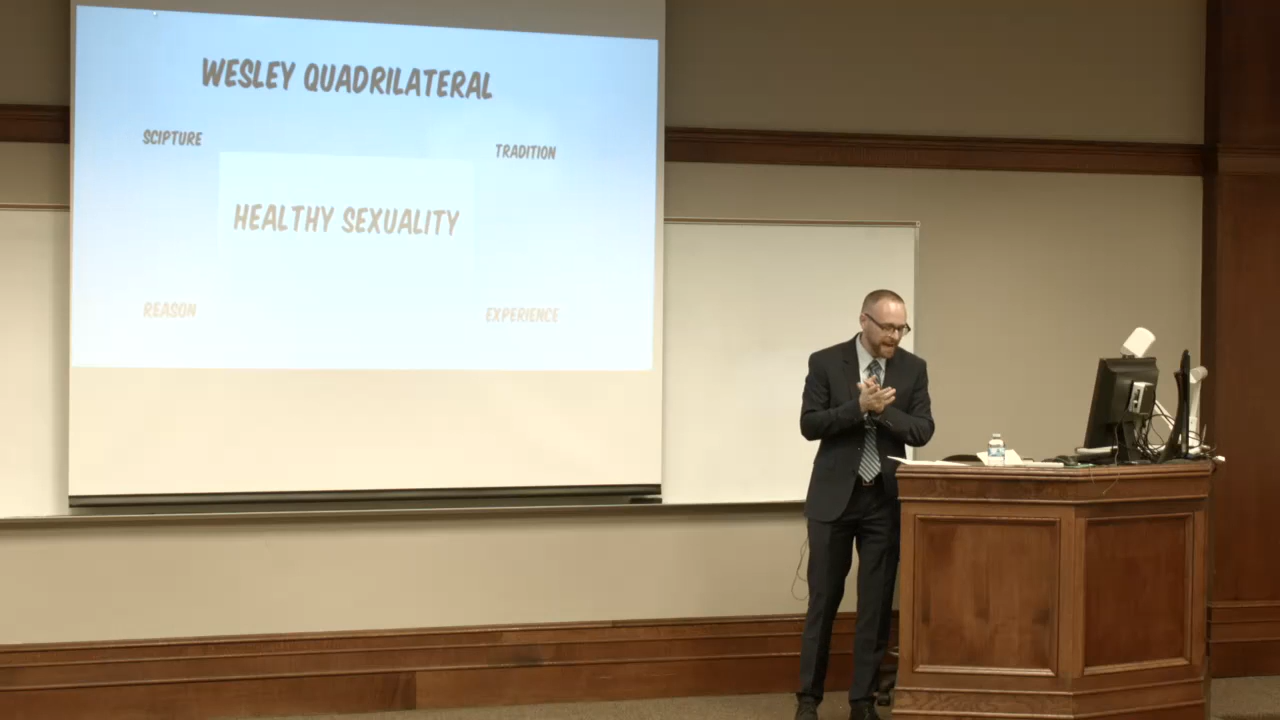 WESLEY QUADRILATERAL
SCIPTURE
TRADITION
HEALTHY SEXUALITY
REASON
EXPERIENCE